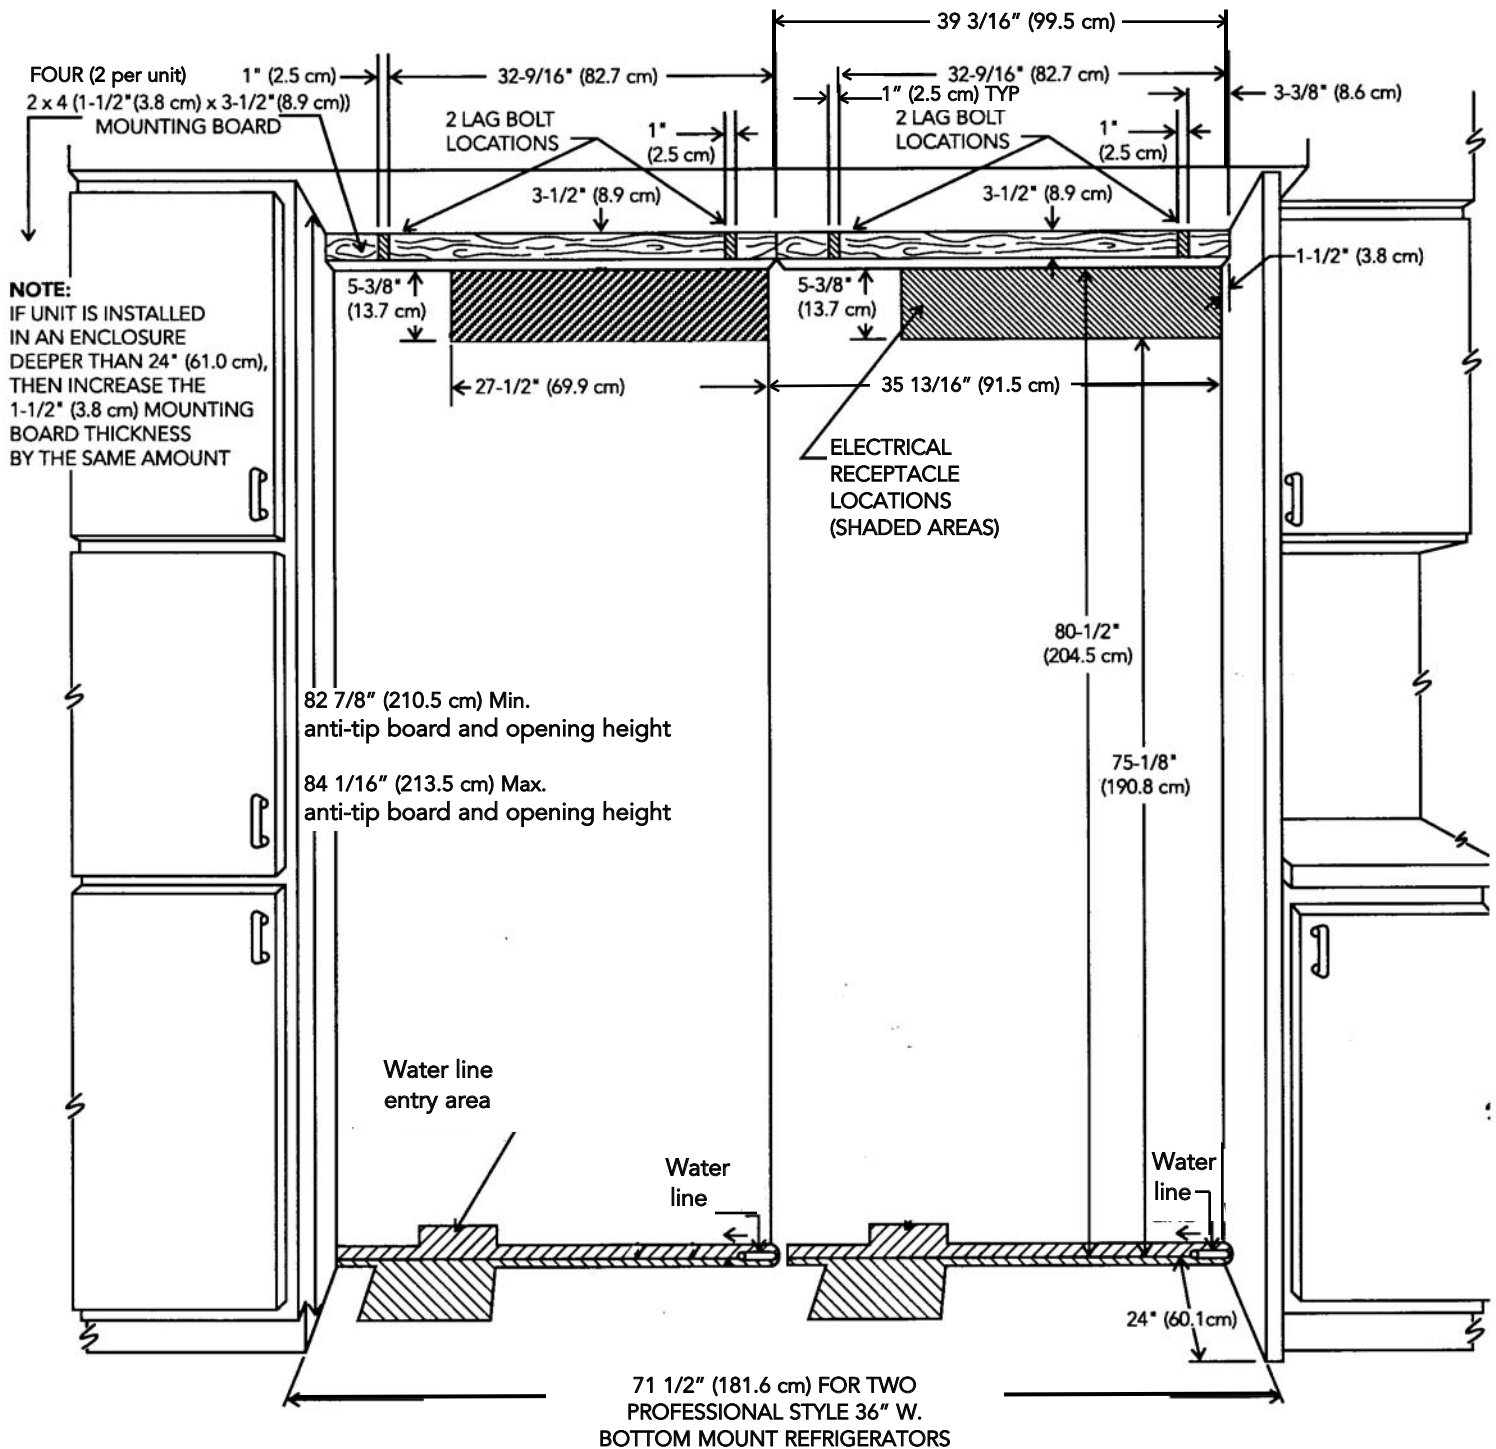 39 3/16" (99.5 cm)
FOUR (2 per unit)
2 x 4 (1-1/2"(3.8 cm) x 3-1/2"(8.9 cm))
MOUNTING BOARD
1" (2.5 cm)
32-9/16" (82.7 cm)
32-9/16" (82.7 cm)
1" (2.5 cm) TYP
3-3/8" (8.6 cm)
2 LAG BOLT
LOCATIONS
1"
(2.5 cm)
2 LAG BOLT
LOCATIONS
1"
(2.5 cm)
3-1/2" (8.9 cm)
3-1/2" (8.9 cm)
1-1/2" (3.8 cm)
5-3/8"
(13.7 cm)
5-3/8"
(13.7 cm)
NOTE:
IF UNIT IS INSTALLED
IN AN ENCLOSURE
DEEPER THAN 24" (61.0 cm),
THEN INCREASE THE
1-1/2" (3.8 cm) MOUNTING
BOARD THICKNESS
BY THE SAME AMOUNT
27-1/2" (69.9 cm)
35 13/16" (91.5 cm)
ELECTRICAL
RECEPTACLE
LOCATIONS
(SHADED AREAS)
80-1/2"
(204.5 cm)
82 7/8" (210.5 cm) Min.
anti-tip board and opening height
84 1/16" (213.5 cm) Max.
anti-tip board and opening height
75-1/8"
(190.8 cm)
Water line
entry area
Water
line
Water
line
24" (60.1cm)
71 1/2" (181.6 cm) FOR TWO
PROFESSIONAL STYLE 36" W.
BOTTOM MOUNT REFRIGERATORS